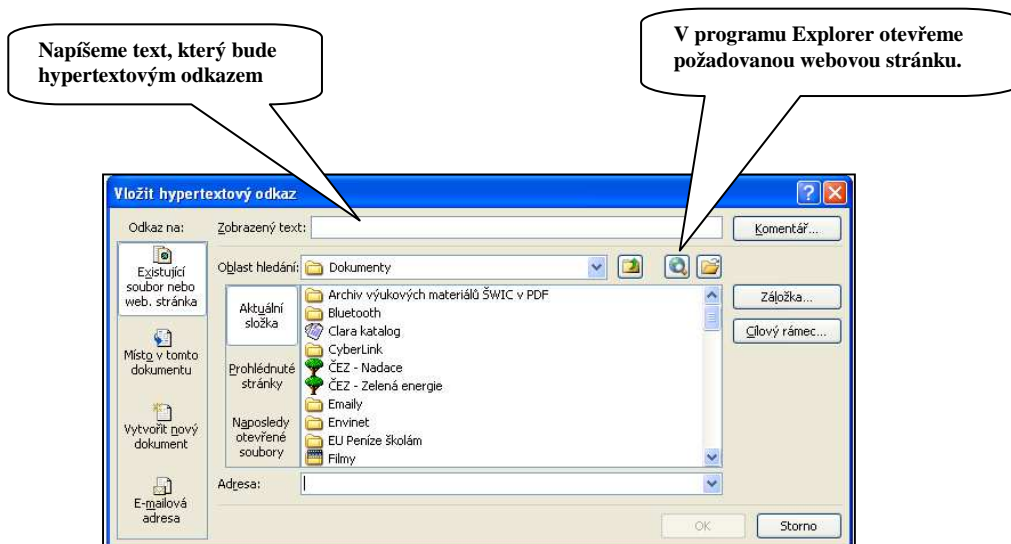 Napíšeme text, který bude
hypertextovým odkazem
V programu Explorer otevřeme
požadovanou webovou stránku.
Vložit hypertextový odkaz
Odkaz na:
Zobrazený text:
Komentář...
Existující
soubor nebo
web. stránka
Oblast hledání:
Dokumenty
Místo v tomto
dokumentu
Vytvořit nový
dokument
E-mailová
adresa
Aktuální
složka
Prohlédnuté
stránky
Naposledy
otevřené
soubory
Archiv výukových materiálů ŠWIC v PDF
Bluetooth
Clara katalog
CyberLink
ČEZ - Nadace
ČEZ - Zelená energie
Emaily
Envinet
EU Peníze školám
Filmy
Záložka...
Cílový rámec...
Adresa:
OK
Storno